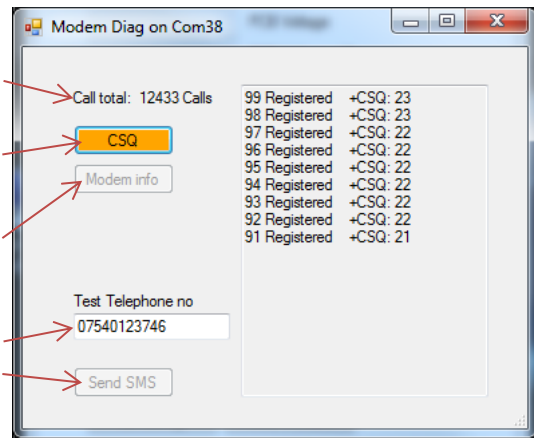 Modem Diag on Com38
Call total: 12433 Calls
CSQ
Modem info
99 Registered +CSQ: 23
98 Registered +CSQ: 23
97 Registered +CSQ: 22
96 Registered +CSQ: 22
95 Registered +CSQ: 22
94 Registered +CSQ: 22
93 Registered +CSQ: 22
92 Registered +CSQ: 22
91 Registered +CSQ: 21
Test Telephone no
07540123746
Send SMS